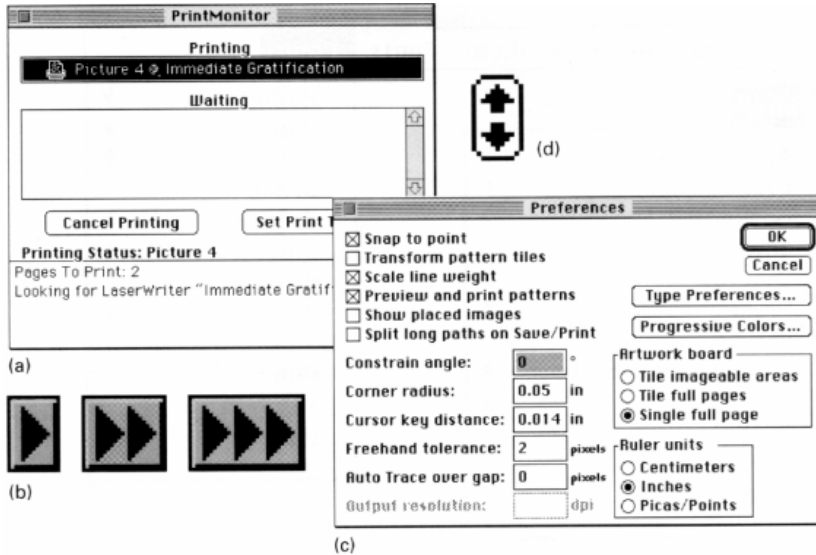 PrintMonitor
Printing
Picture 4 @ Immediate Gratification
Waiting
Cancel Printing
Set Print T
Printing Status: Picture 4
Pages To Print: 2
Looking for LaserWriter "Immediate Gratif
(a)
(b)
(d)
Preferences
Snap to point
Transform pattern tiles
Scale line weight
Preview and print patterns
Show placed images
Split long paths on Save/Print
Constrain angle: 0 °
Corner radius: 0.05 in
Cursor key distance: 0.014 in
Freehand tolerance: 2 pixels
Auto Trace over gap: 0 pixels
Output resolution: dpi
OK
Cancel
Type Preferences...
Progressive Colors...
Artwork board
Tile imageable areas
Tile full pages
Single full page
Ruler units
Centimeters
Inches
Picas/Points
(c)